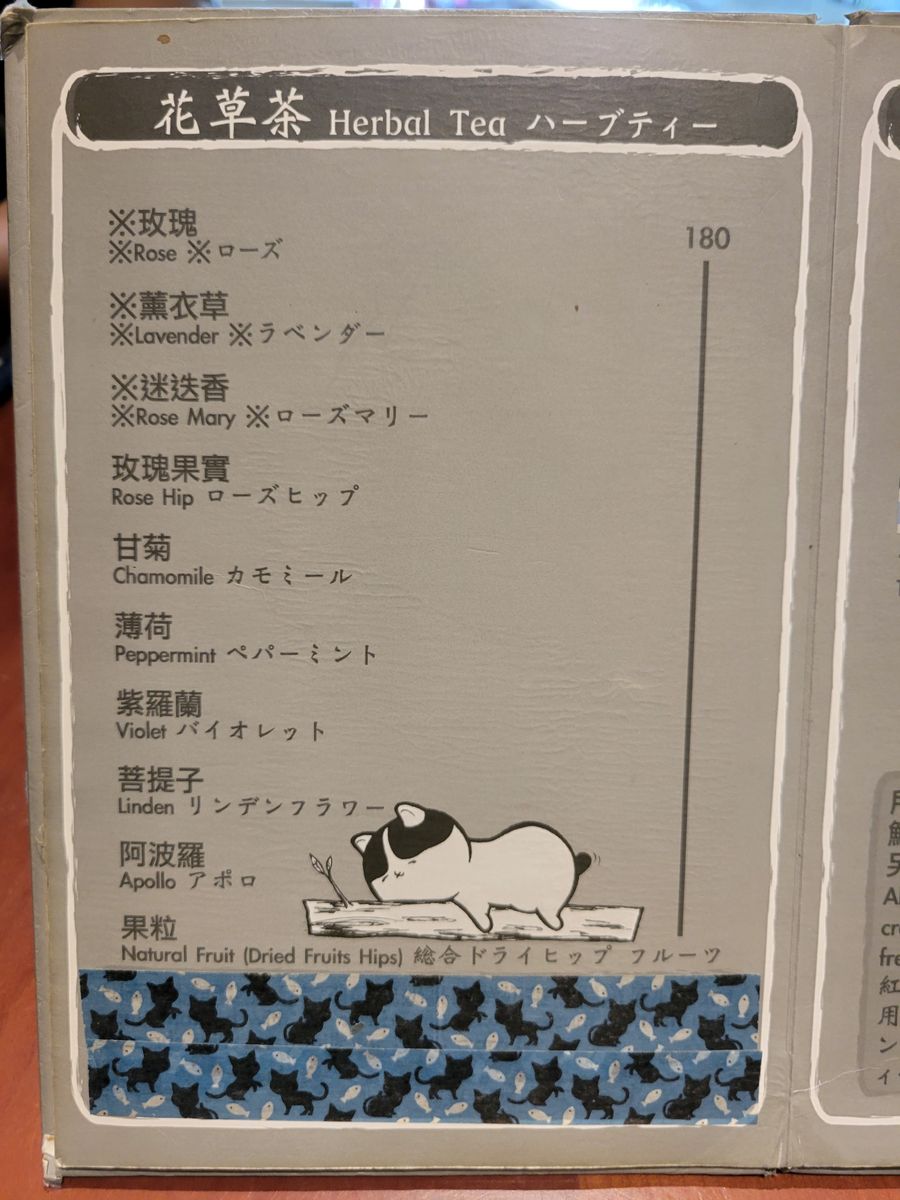 花草茶 Herbal Tea ハーブティー
※玫瑰
※Rose ※ローズ
180
※薰衣草
※Lavender ※ラベンダー
※迷迭香
※Rose Mary ※ローズマリー
玫瑰果實
Rose Hip ローズヒップ
甘菊
Chamomile カモミール
薄荷
Peppermint ペパーミント
紫羅蘭
Violet バイオレット
菩提子
Linden リンデンフラワー
阿波羅
Apollo アポロ
果粒
Natural Fruit (Dried Fruits Hips) 総合ドライヒップ フルーツ
紅
用
ン